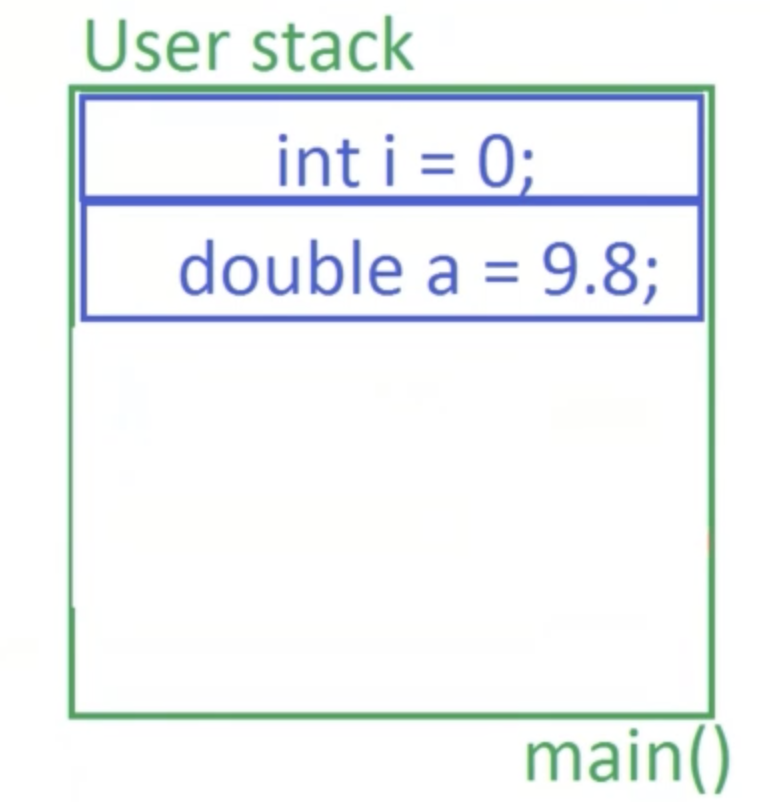 User stack
int i = 0;
double a = 9.8;
main()